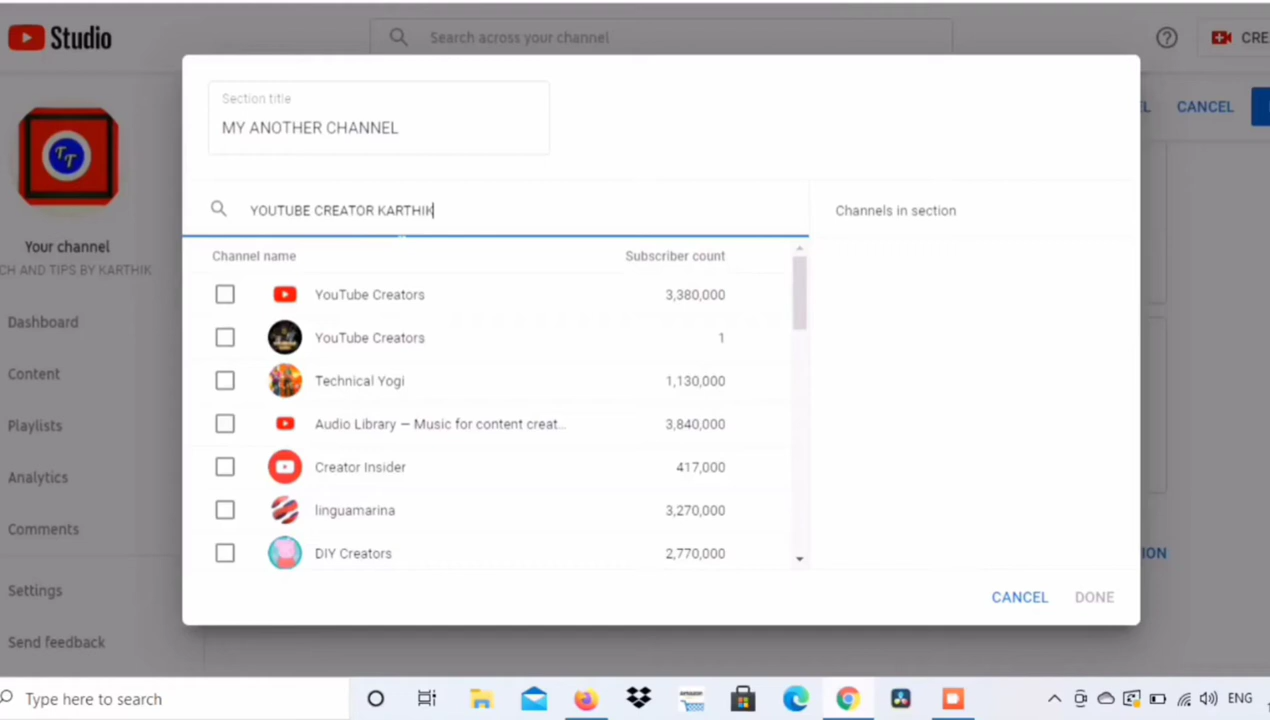 Studio
Search across your channel
CRE
Section title
MY ANOTHER CHANNEL
CANCEL
YOUTUBE CREATOR KARTHIK
Channels in section
Your channel
CH AND TIPS BY KARTHIK
Channel name Subscriber count
YouTube Creators 3,380,000
YouTube Creators 1
Technical Yogi 1,130,000
Audio Library — Music for content creat... 3,840,000
Creator Insider 417,000
linguamarina 3,270,000
DIY Creators 2,770,000
Dashboard
Content
Playlists
Analytics
Comments
ION
Settings
Send feedback
CANCEL DONE
Type here to search
ENG